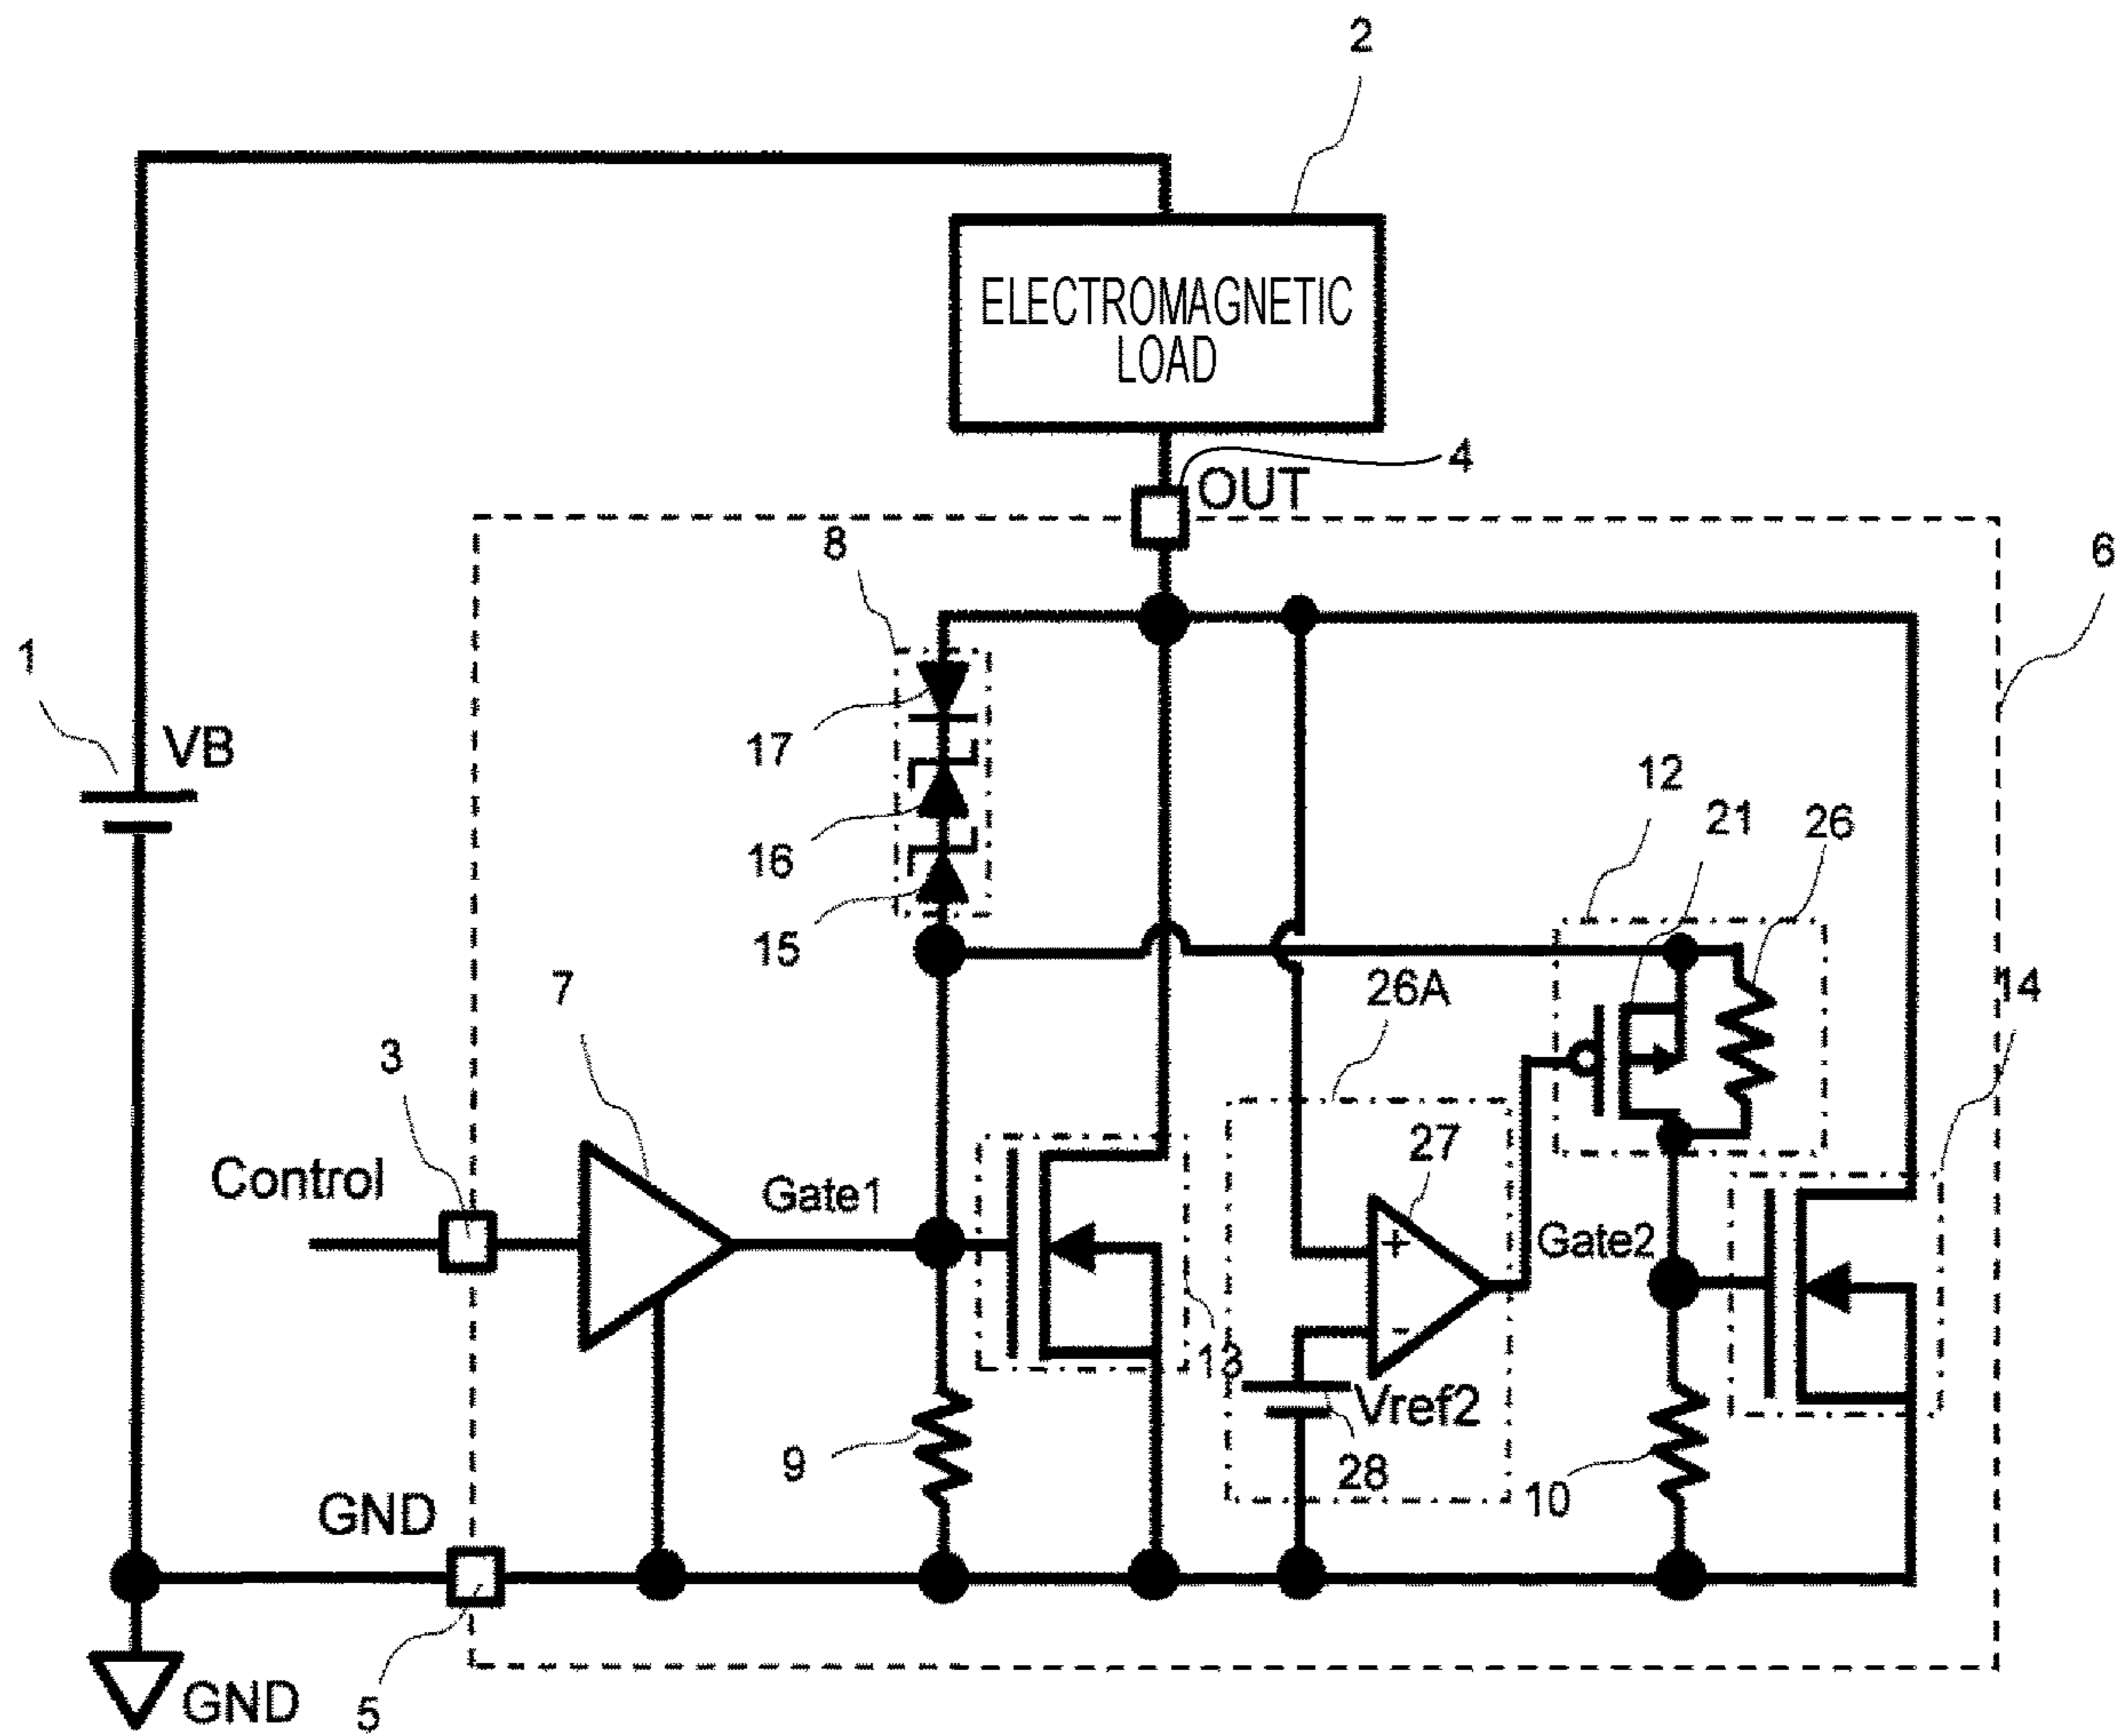 2
ELECTROMAGNETIC
LOAD
4
OUT
8
6
1
VB
17
12
21
26
16
15
7
26A
14
3
27
Control
Gate1
+
Gate2
-
13
Vref2
9
28
10
GND
5
GND